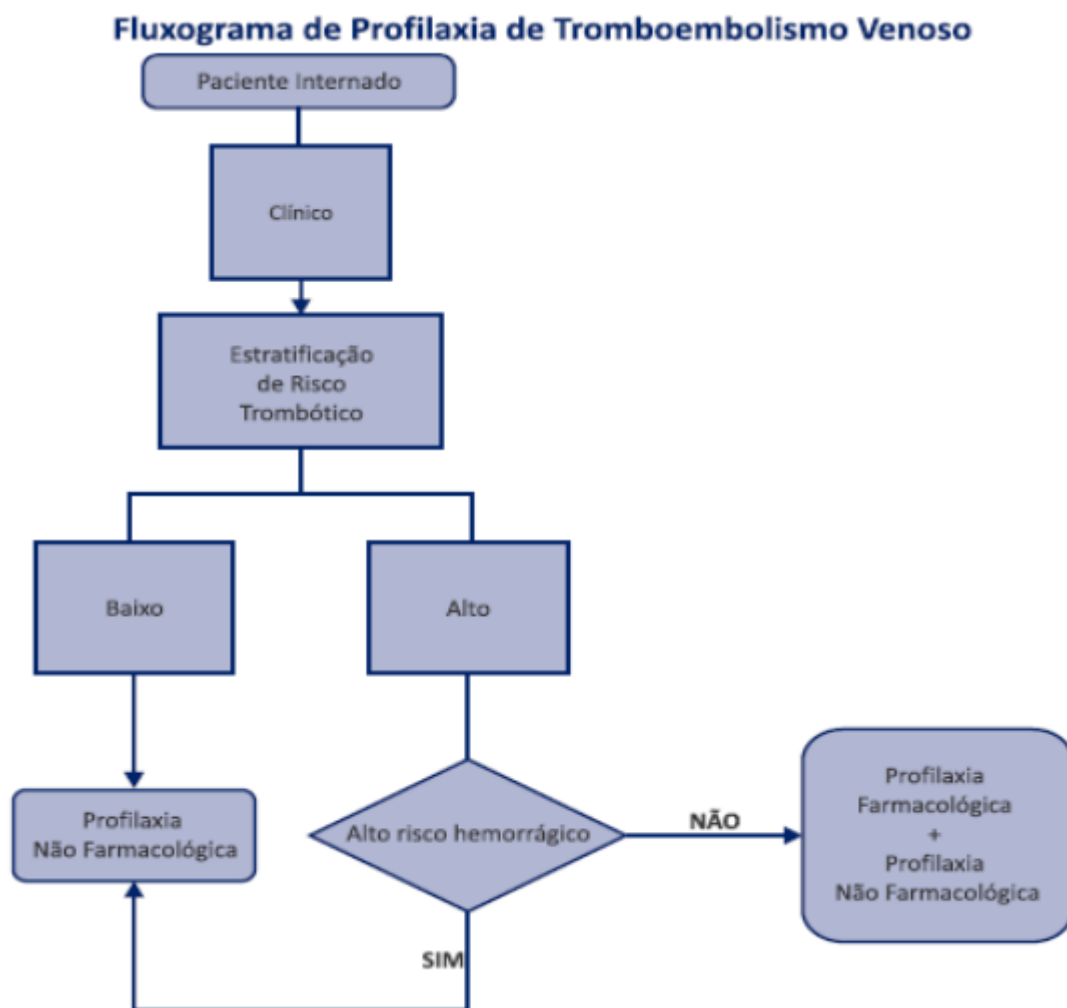 Fluxograma de Profilaxia de Tromboembolismo Venoso
Paciente Internado
Clínico
Estratificação
de Risco
Trombótico
Baixo
Alto
Profilaxia
Não Farmacológica
Alto risco hemorrágico
NÃO
Profilaxia
Farmacológica
+
Profilaxia
Não Farmacológica
SIM